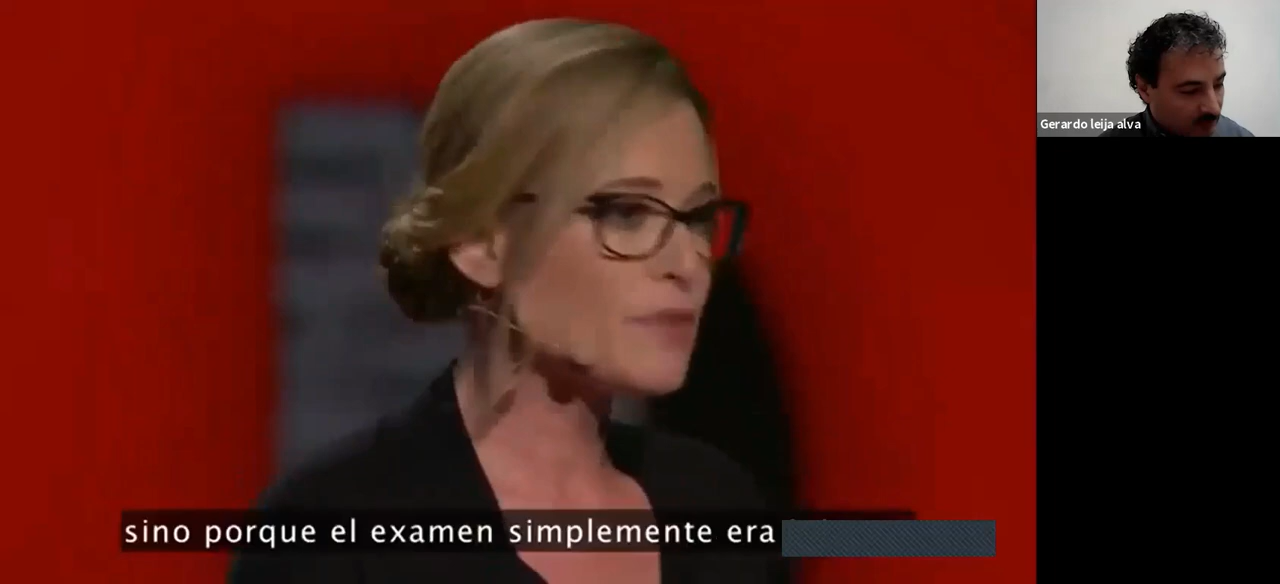 Gerardo leija alva
sino porque el examen simplemente era